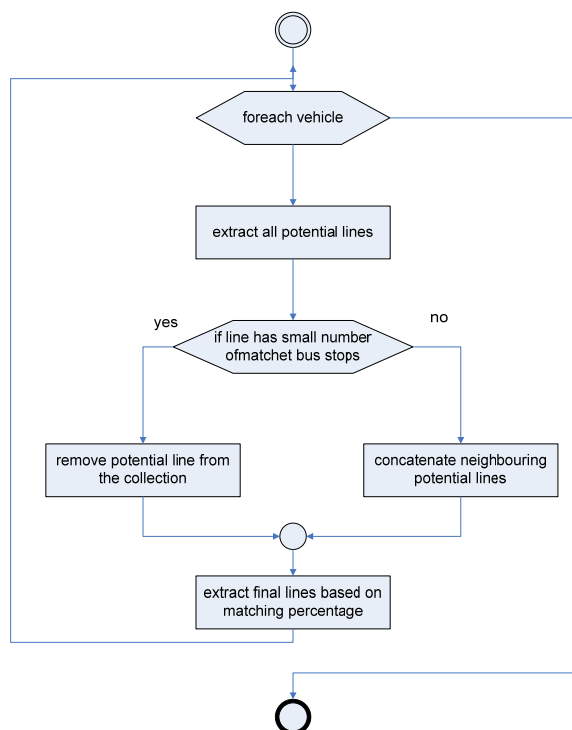 foreach vehicle
extract all potential lines
yes
no
if line has small number
ofmatchet bus stops
remove potential line from
the collection
concatenate neighbouring
potential lines
extract final lines based on
matching percentage